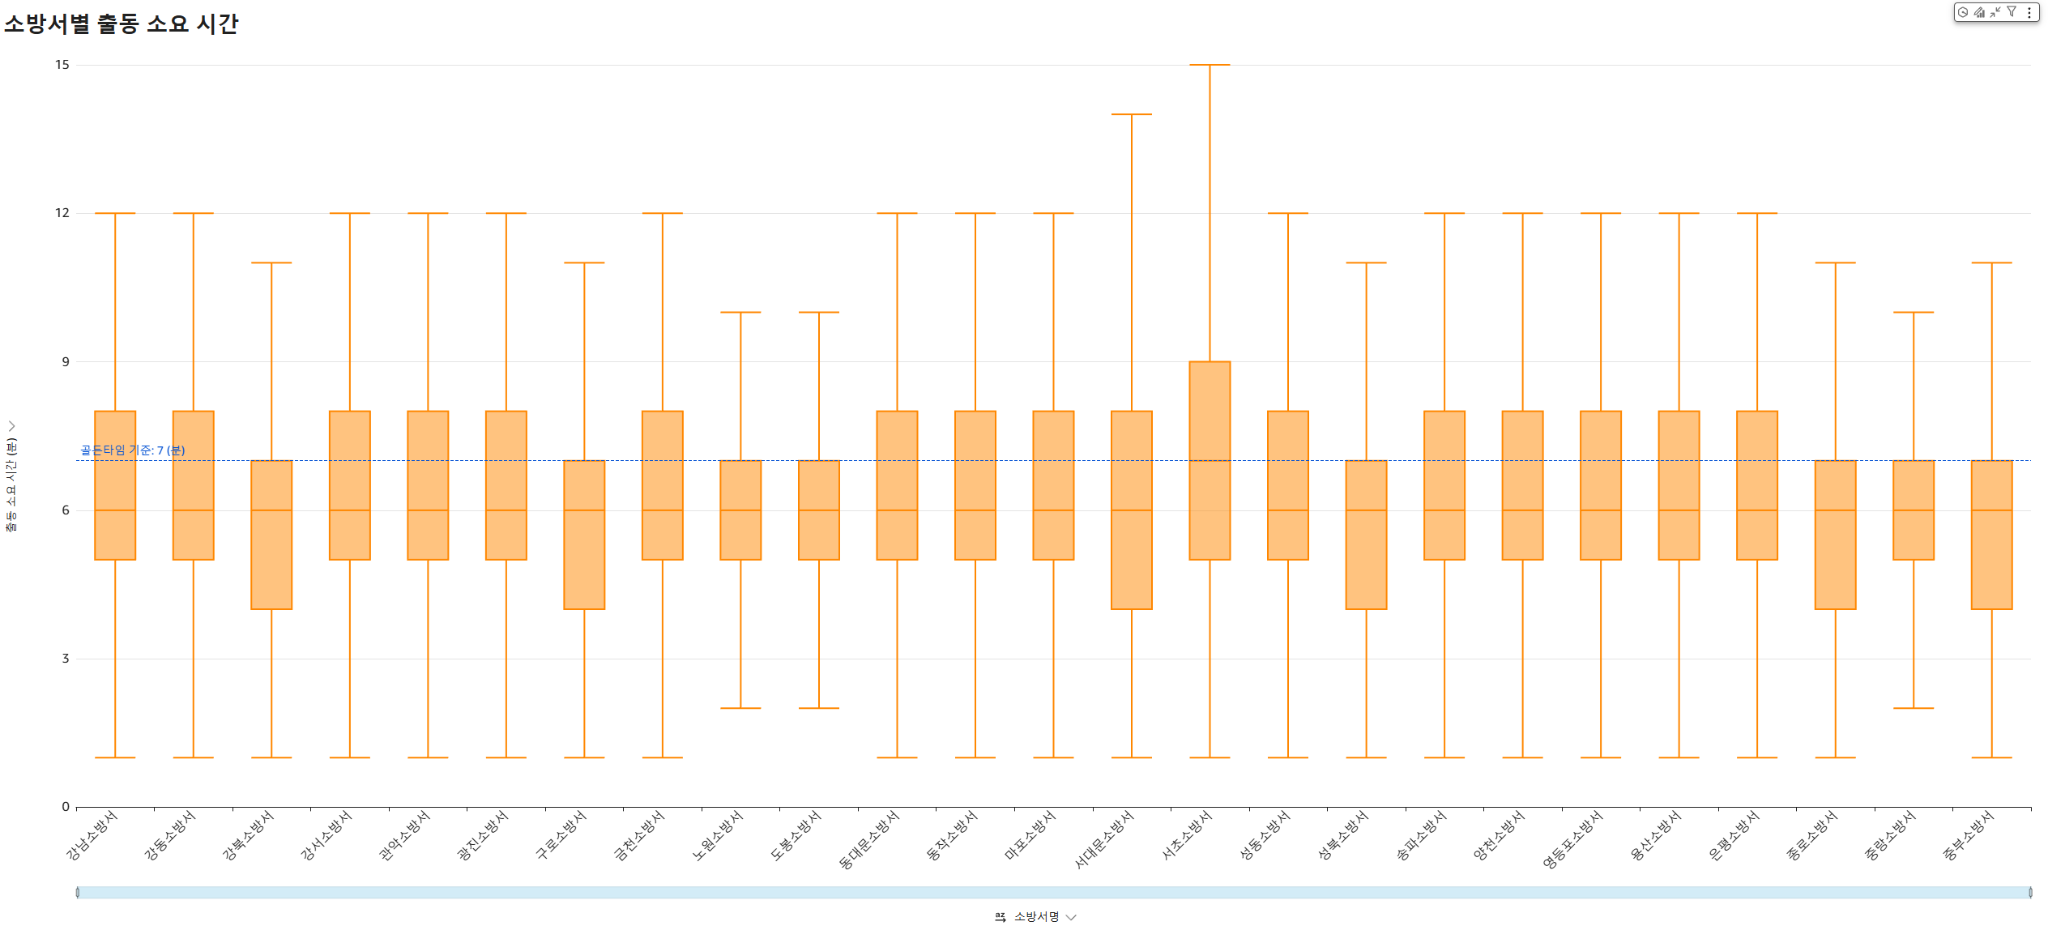 소방서별 출동 소요 시간
15
12
9
6
3
0
출동 소요 시간 (분)
골든타임 기준: 7 (분)
강남소방서
강동소방서
강북소방서
강서소방서
관악소방서
광진소방서
구로소방서
금천소방서
노원소방서
도봉소방서
동대문소방서
동작소방서
마포소방서
서대문소방서
서초소방서
성동소방서
성북소방서
송파소방서
양천소방서
영등포소방서
용산소방서
은평소방서
종로소방서
중랑소방서
중부소방서
소방서명